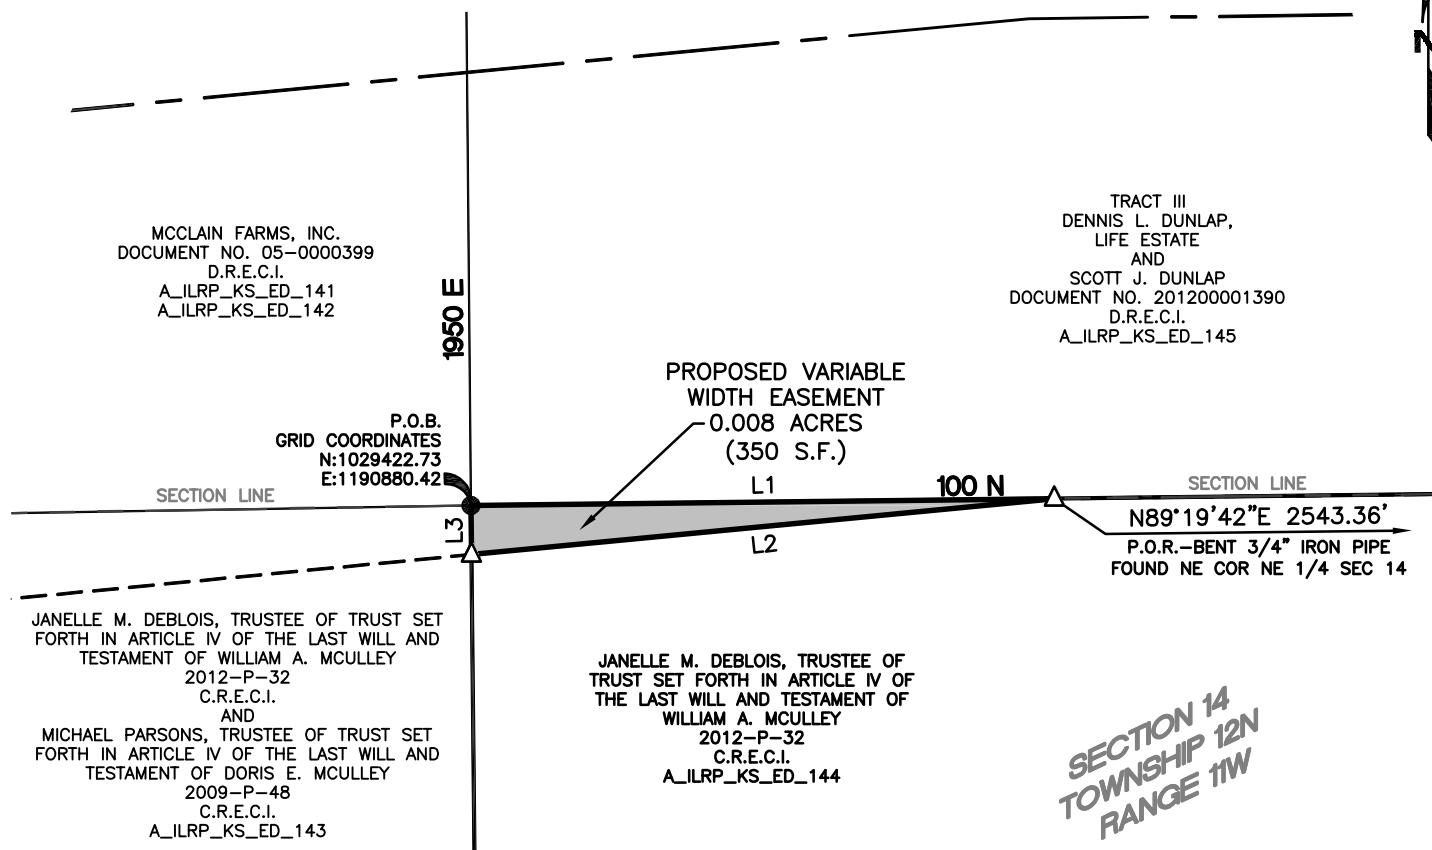 N
MCCLAIN FARMS, INC.
DOCUMENT NO. 05-0000399
D.R.E.C.I.
A_ILRP_KS_ED_141
A_ILRP_KS_ED_142
1950 E
TRACT III
DENNIS L. DUNLAP,
LIFE ESTATE
AND
SCOTT J. DUNLAP
DOCUMENT NO. 201200001390
D.R.E.C.I.
A_ILRP_KS_ED_145
PROPOSED VARIABLE
WIDTH EASEMENT
0.008 ACRES
(350 S.F.)
P.O.B.
GRID COORDINATES
N:1029422.73
E:1190880.42
SECTION LINE
L1
100 N
SECTION LINE
L3
L2
N89°19'42"E 2543.36'
P.O.R.-BENT 3/4" IRON PIPE
FOUND NE COR NE 1/4 SEC 14
JANELLE M. DEBLOIS, TRUSTEE OF TRUST SET
FORTH IN ARTICLE IV OF THE LAST WILL AND
TESTAMENT OF WILLIAM A. MCULLEY
2012-P-32
C.R.E.C.I.
AND
MICHAEL PARSONS, TRUSTEE OF TRUST SET
FORTH IN ARTICLE IV OF THE LAST WILL AND
TESTAMENT OF DORIS E. MCULLEY
2009-P-48
C.R.E.C.I.
A_ILRP_KS_ED_143
JANELLE M. DEBLOIS, TRUSTEE OF
TRUST SET FORTH IN ARTICLE IV OF
THE LAST WILL AND TESTAMENT OF
WILLIAM A. MCULLEY
2012-P-32
C.R.E.C.I.
A_ILRP_KS_ED_144
SECTION 14
TOWNSHIP 12N
RANGE 11W